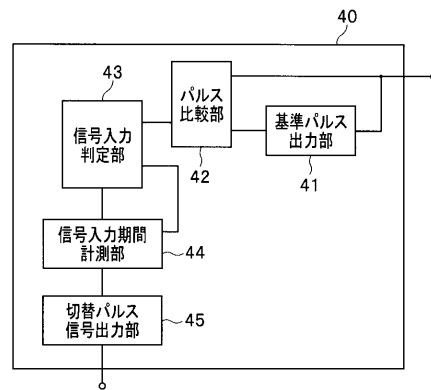 40
43
パルス
比較部
42
信号入力
判定部
基準パルス
出力部
41
信号入力期間
計測部
44
切替パルス
信号出力部
45